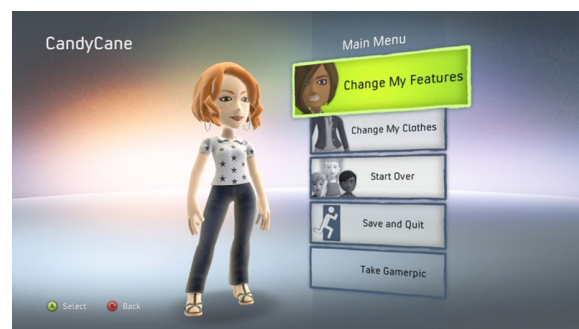 CandyCane
Main Menu
Change My Features
Change My Clothes
Start Over
Save and Quit
Take Gamerpic
A Select B Back